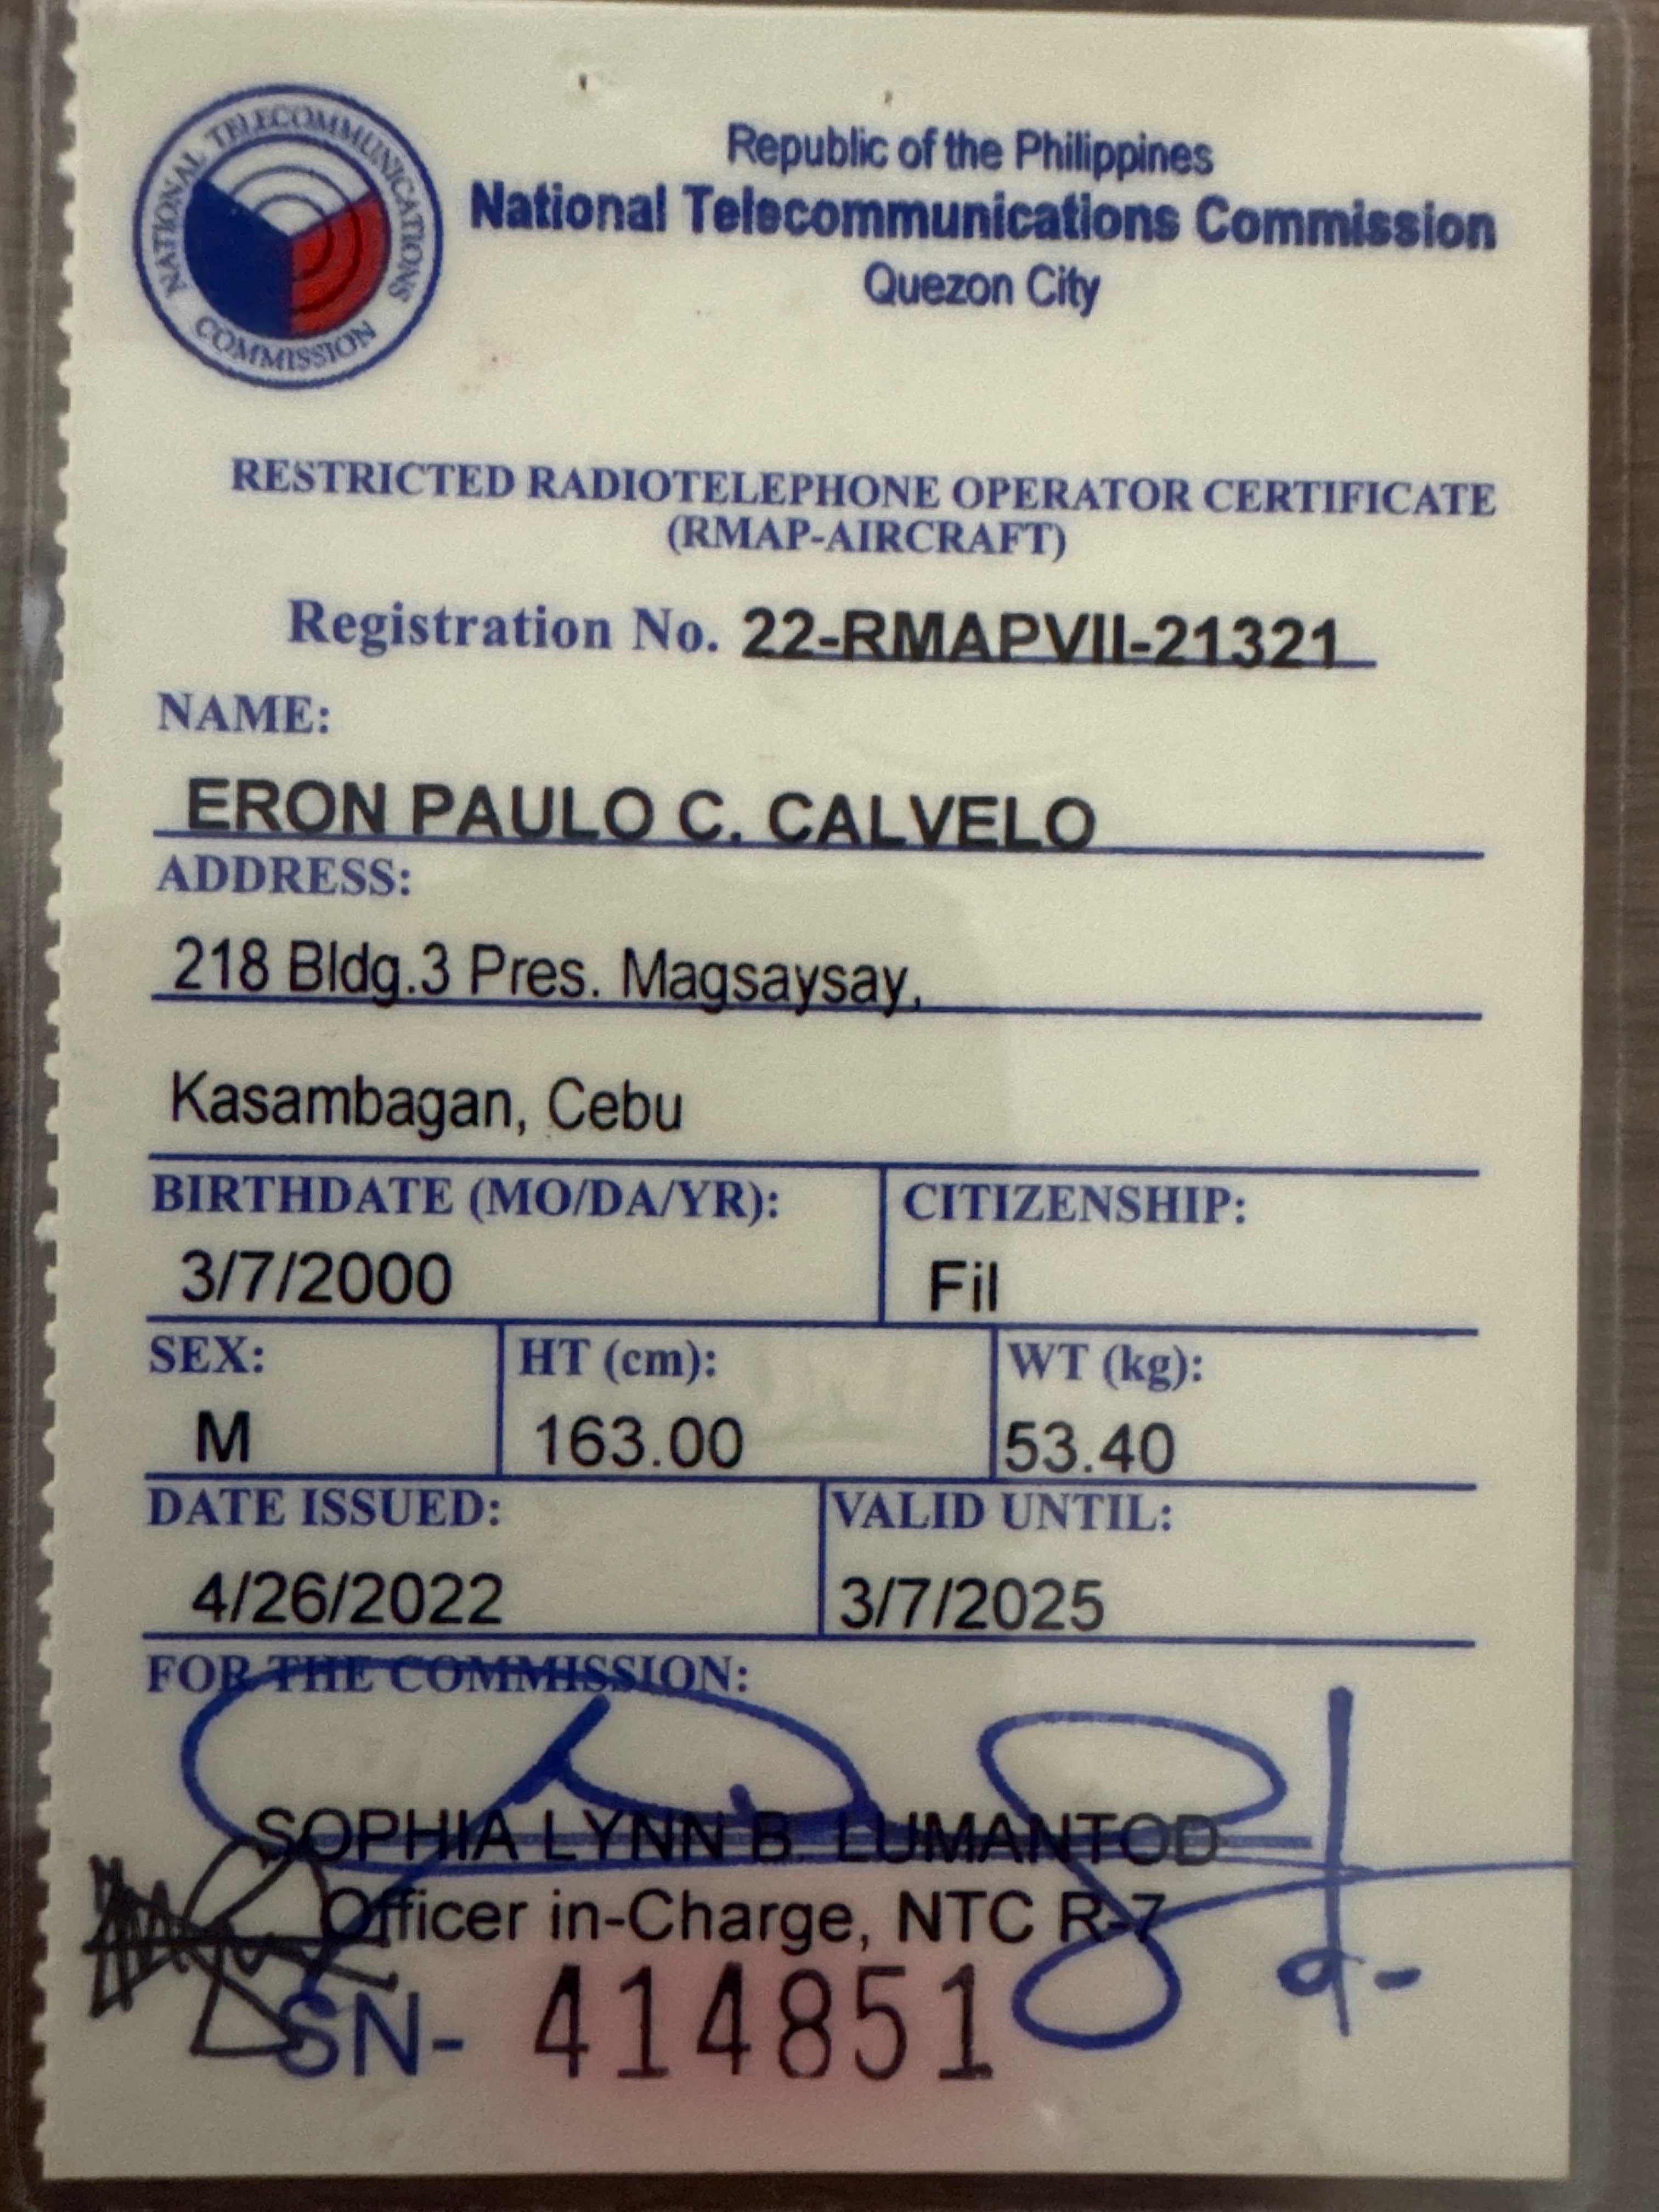 NATIONAL TELECOMMUNICATIONS
COMMISSION
Republic of the Philippines
National Telecommunications Commission
Quezon City
RESTRICTED RADIOTELEPHONE OPERATOR CERTIFICATE
(RMAP-AIRCRAFT)
Registration No. 22-RMAPVII-21321
NAME:
ERON PAULO C. CALVELO
ADDRESS:
218 Bldg.3 Pres. Magsaysay,
Kasambagan, Cebu
BIRTHDATE (MO/DA/YR): CITIZENSHIP:
3/7/2000 Fil
SEX: HT (cm): WT (kg):
M 163.00 53.40
DATE ISSUED: VALID UNTIL:
4/26/2022 3/7/2025
FOR THE COMMISSION:
SOPHIA LYNN B. LUMANTOD
Officer in-Charge, NTC R-7
SN- 414851